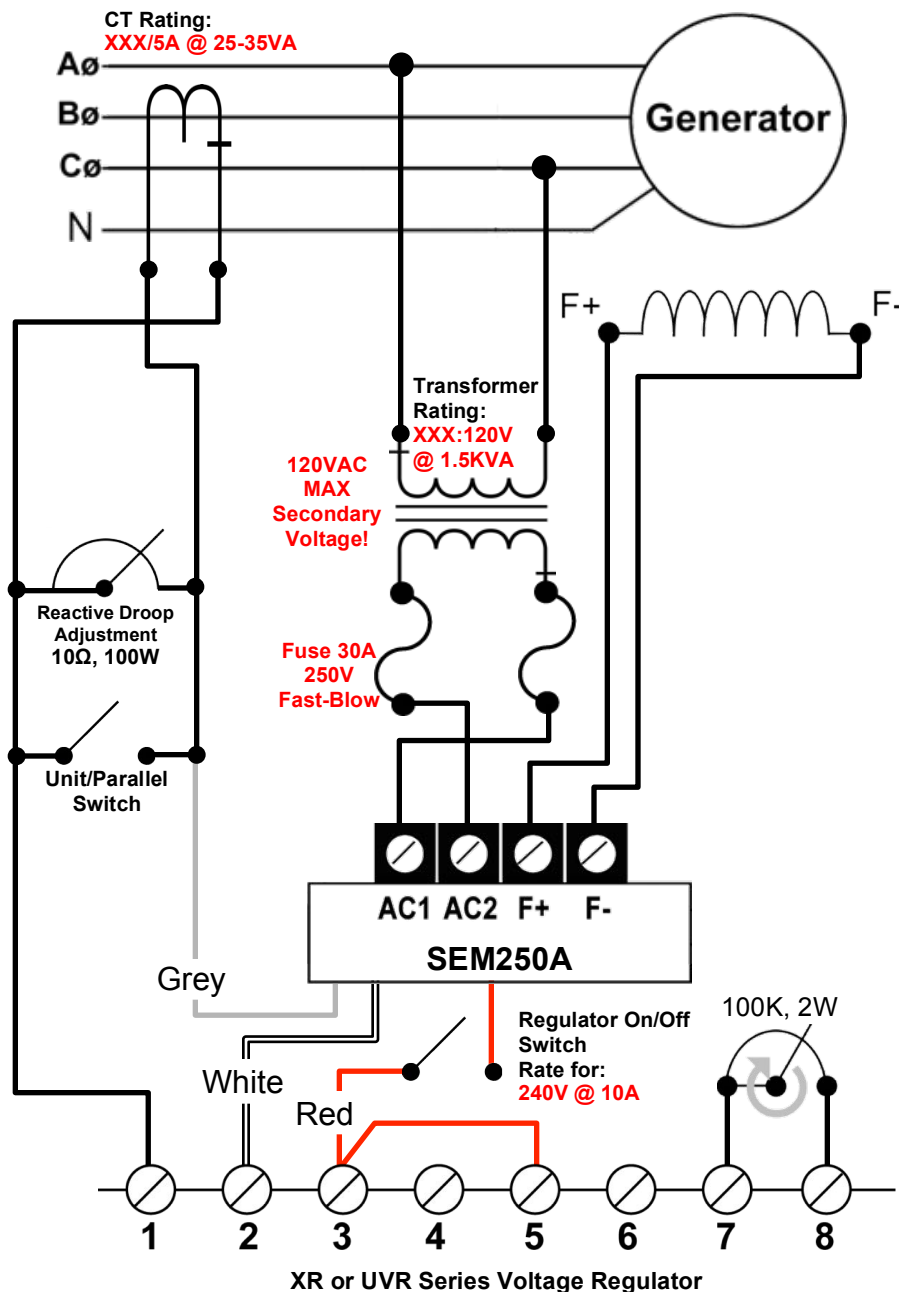 CT Rating:
XXX/5A @ 25-35VA
Aø
Bø
Cø
N
Generator
F+
F-
Transformer
Rating:
XXX:120V
@ 1.5KVA
120VAC
MAX
Secondary
Voltage!
Reactive Droop
Adjustment
10Ω, 100W
Fuse 30A
250V
Fast-Blow
Unit/Parallel
Switch
AC1 AC2 F+ F-
SEM250A
Grey
White
Red
Regulator On/Off
Switch
Rate for:
240V @ 10A
100K, 2W
1 2 3 4 5 6 7 8
XR or UVR Series Voltage Regulator